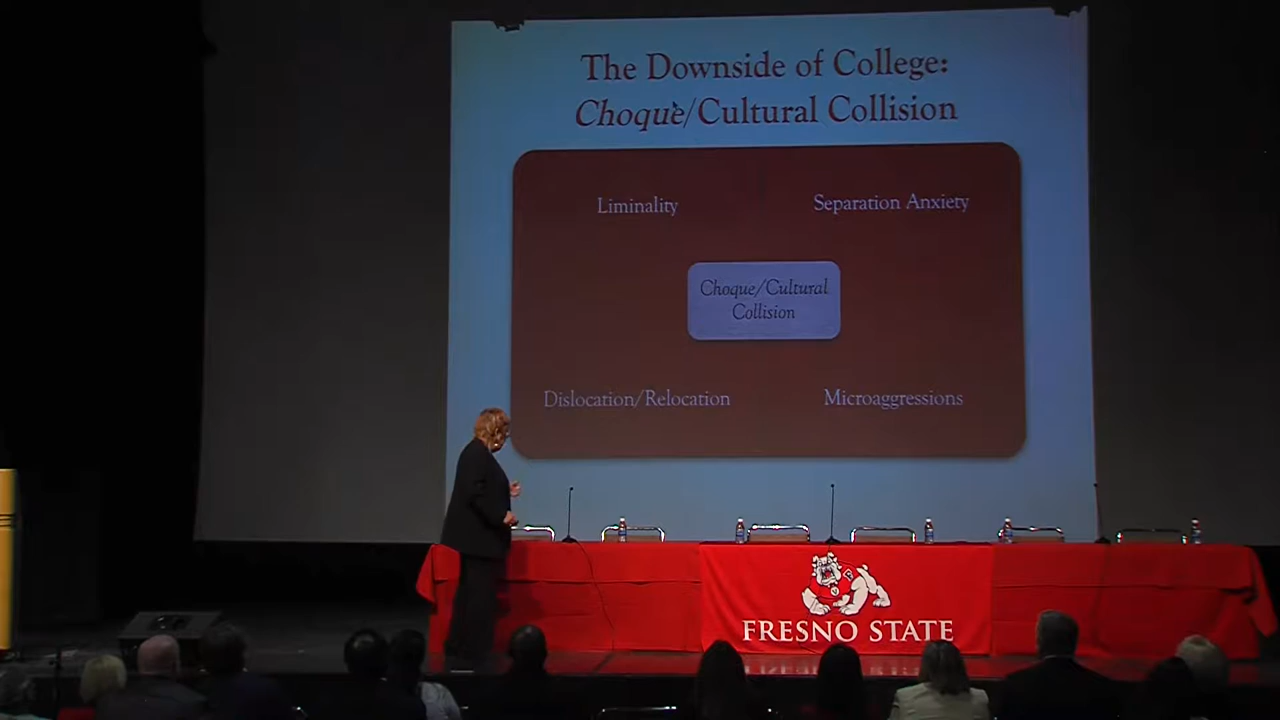 The Downside of College:
Choque/Cultural Collision
Liminality
Separation Anxiety
Choque/Cultural
Collision
Dislocation/Relocation
Microaggressions
FRESNO STATE